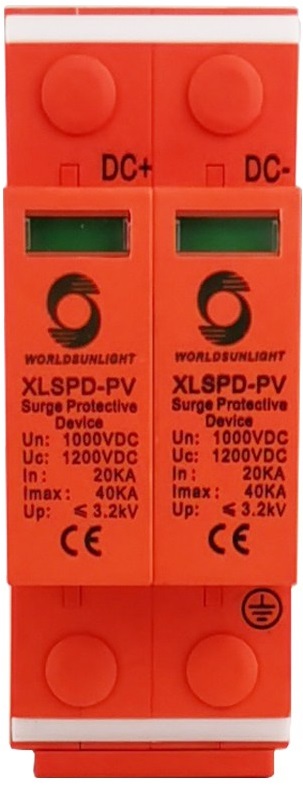 DC+ DC-
WORLDSUNLIGHT
XLSPD-PV
Surge Protective
Device
Un: 1000VDC
Uc: 1200VDC
In: 20KA
Imax: 40KA
Up: ≤3.2kV
CE
WORLDSUNLIGHT
XLSPD-PV
Surge Protective
Device
Un: 1000VDC
Uc: 1200VDC
In: 20KA
Imax: 40KA
Up: ≤3.2kV
CE